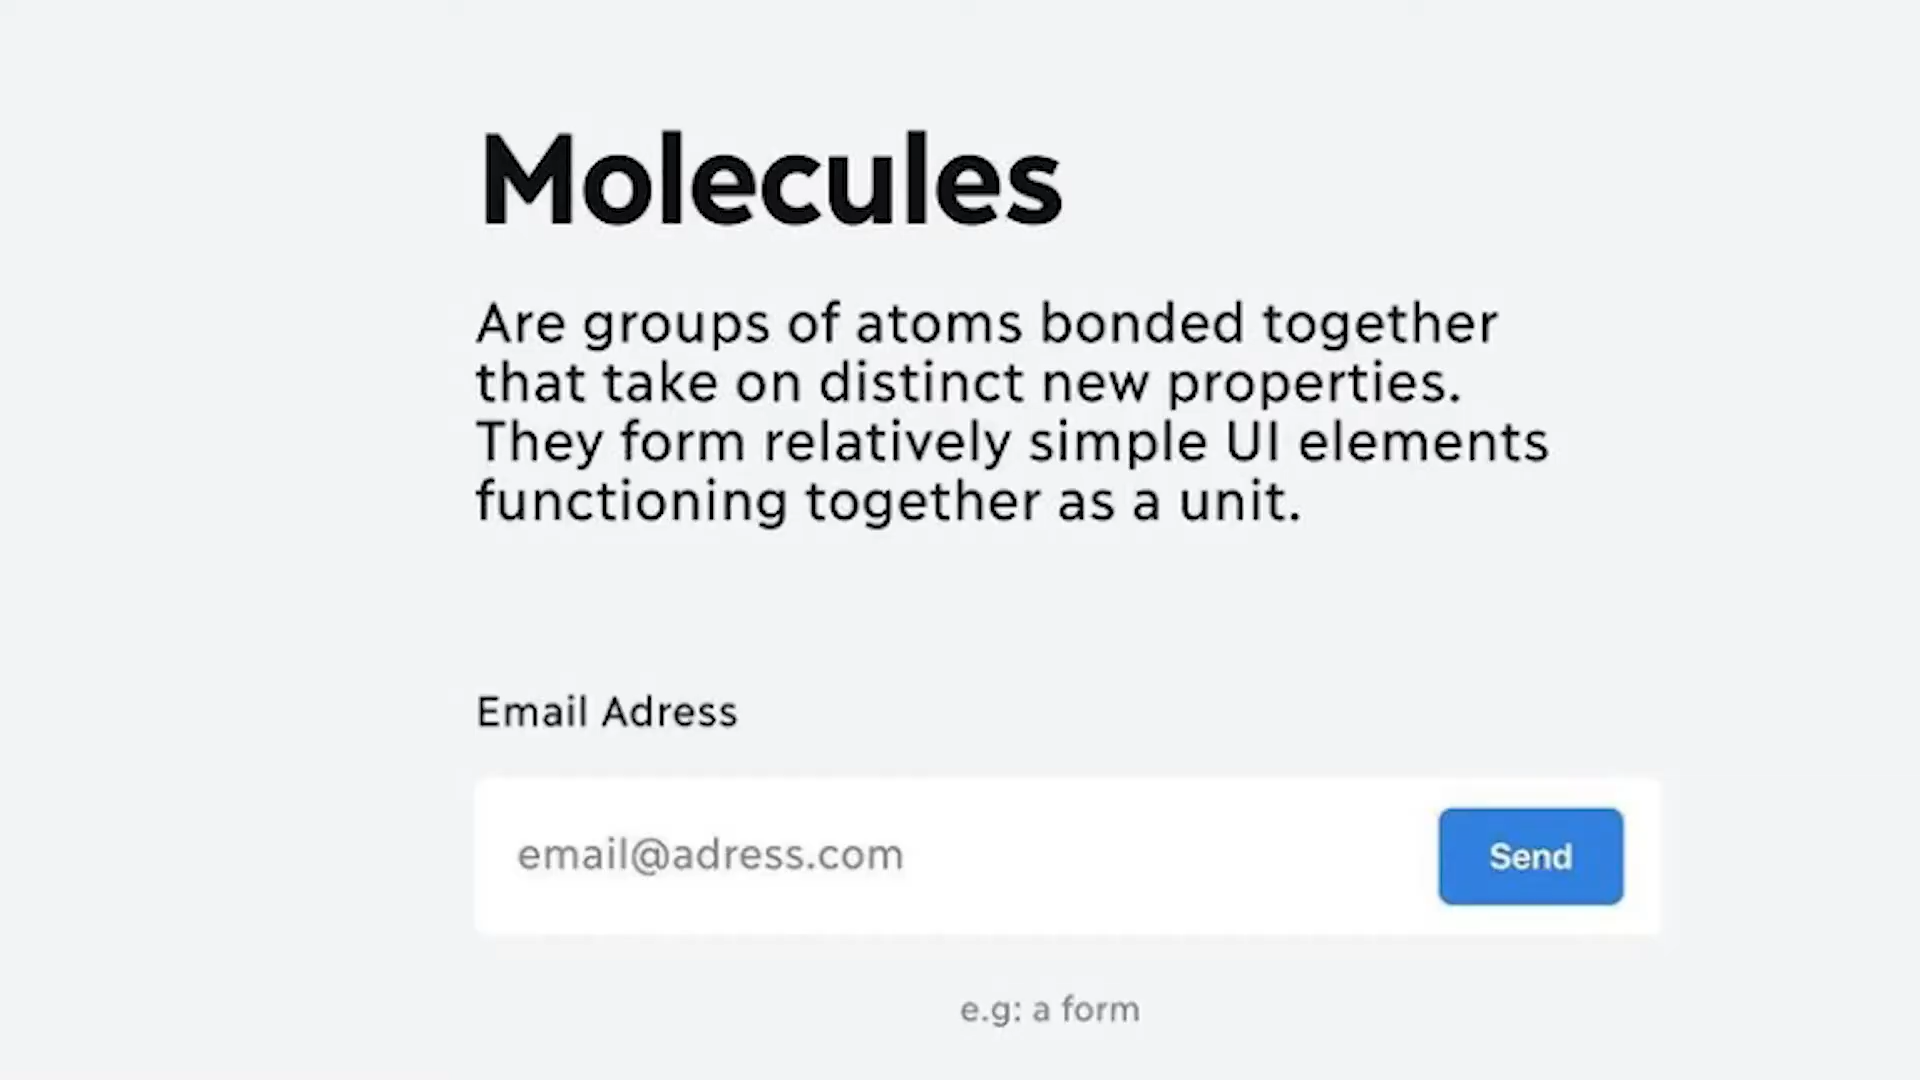 Molecules
Are groups of atoms bonded together
that take on distinct new properties.
They form relatively simple UI elements
functioning together as a unit.
Email Adress
email@adress.com
Send
e.g: a form